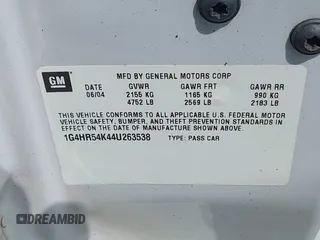 GM
MFD BY GENERAL MOTORS CORP
DATE GVWR GAWR FRT GAWR RR
06/04 2155 KG 1165 KG 990 KG
4752 LB 2569 LB 2183 LB
THIS VEHICLE CONFORMS TO ALL APPLICABLE U.S. FEDERAL MOTOR
VEHICLE SAFETY, BUMPER, AND THEFT PREVENTION STANDARDS IN
EFFECT ON THE DATE OF MANUFACTURE SHOWN ABOVE.
1G4HR54K44U263538 TYPE: PASS CAR
DREAMBID